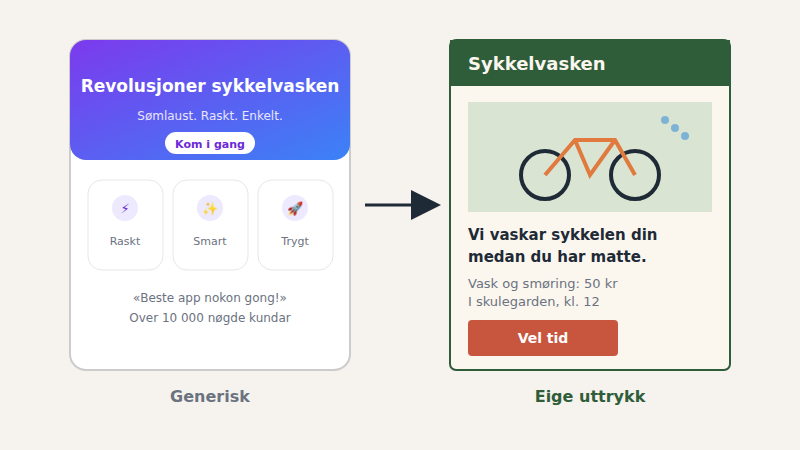 Revolusjoner sykkelvasken
Sømlaust. Raskt. Enkelt.
Kom i gang
Raskt
Smart
Trygt
«Beste app nokon gong!»
Over 10 000 nøgde kundar
Generisk
Sykkelvasken
Vi vaskar sykkelen din
medan du har matte.
Vask og smøring: 50 kr
I skulegarden, kl. 12
Vel tid
Eige uttrykk